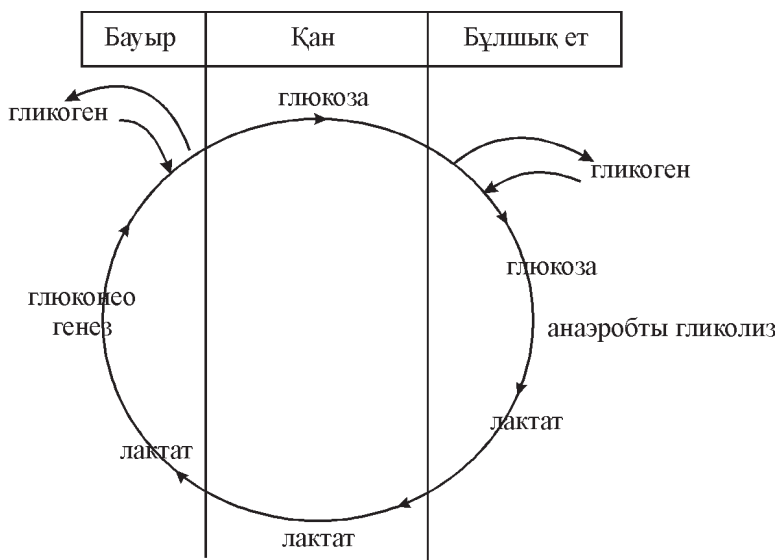 Бауыр Қан Бұлшық ет
глюкоза
гликоген
гликоген
глюкоза
глюконео
генез
анаэробты гликолиз
лактат
лактат
лактат